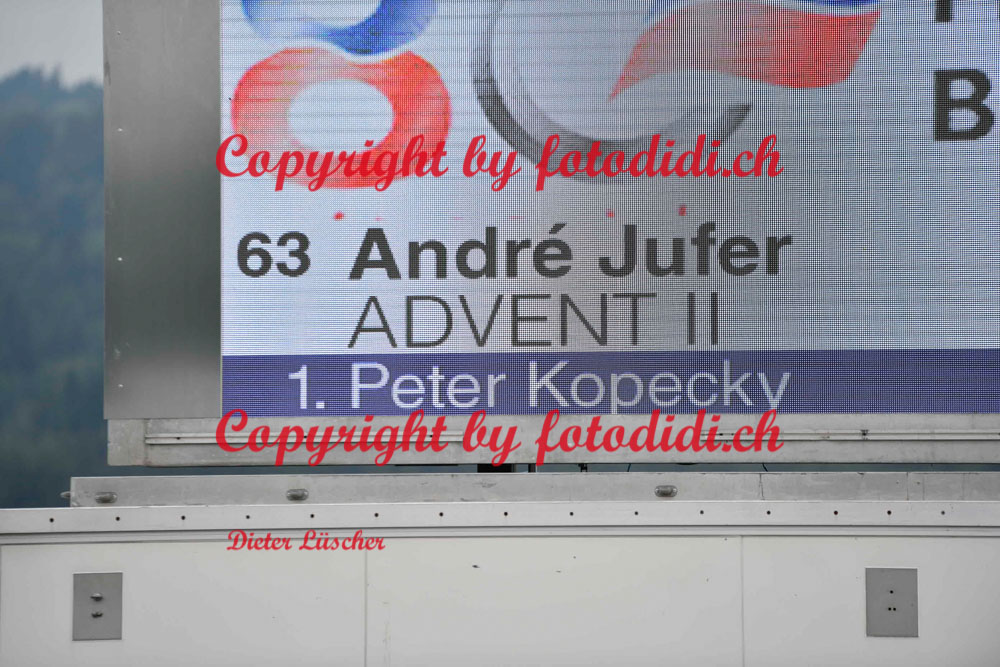 B
Copyright by fotodidi.ch
63 André Jufer
ADVENT II
1. Peter Kopecky
Copyright by fotodidi.ch
Dieter Lüscher